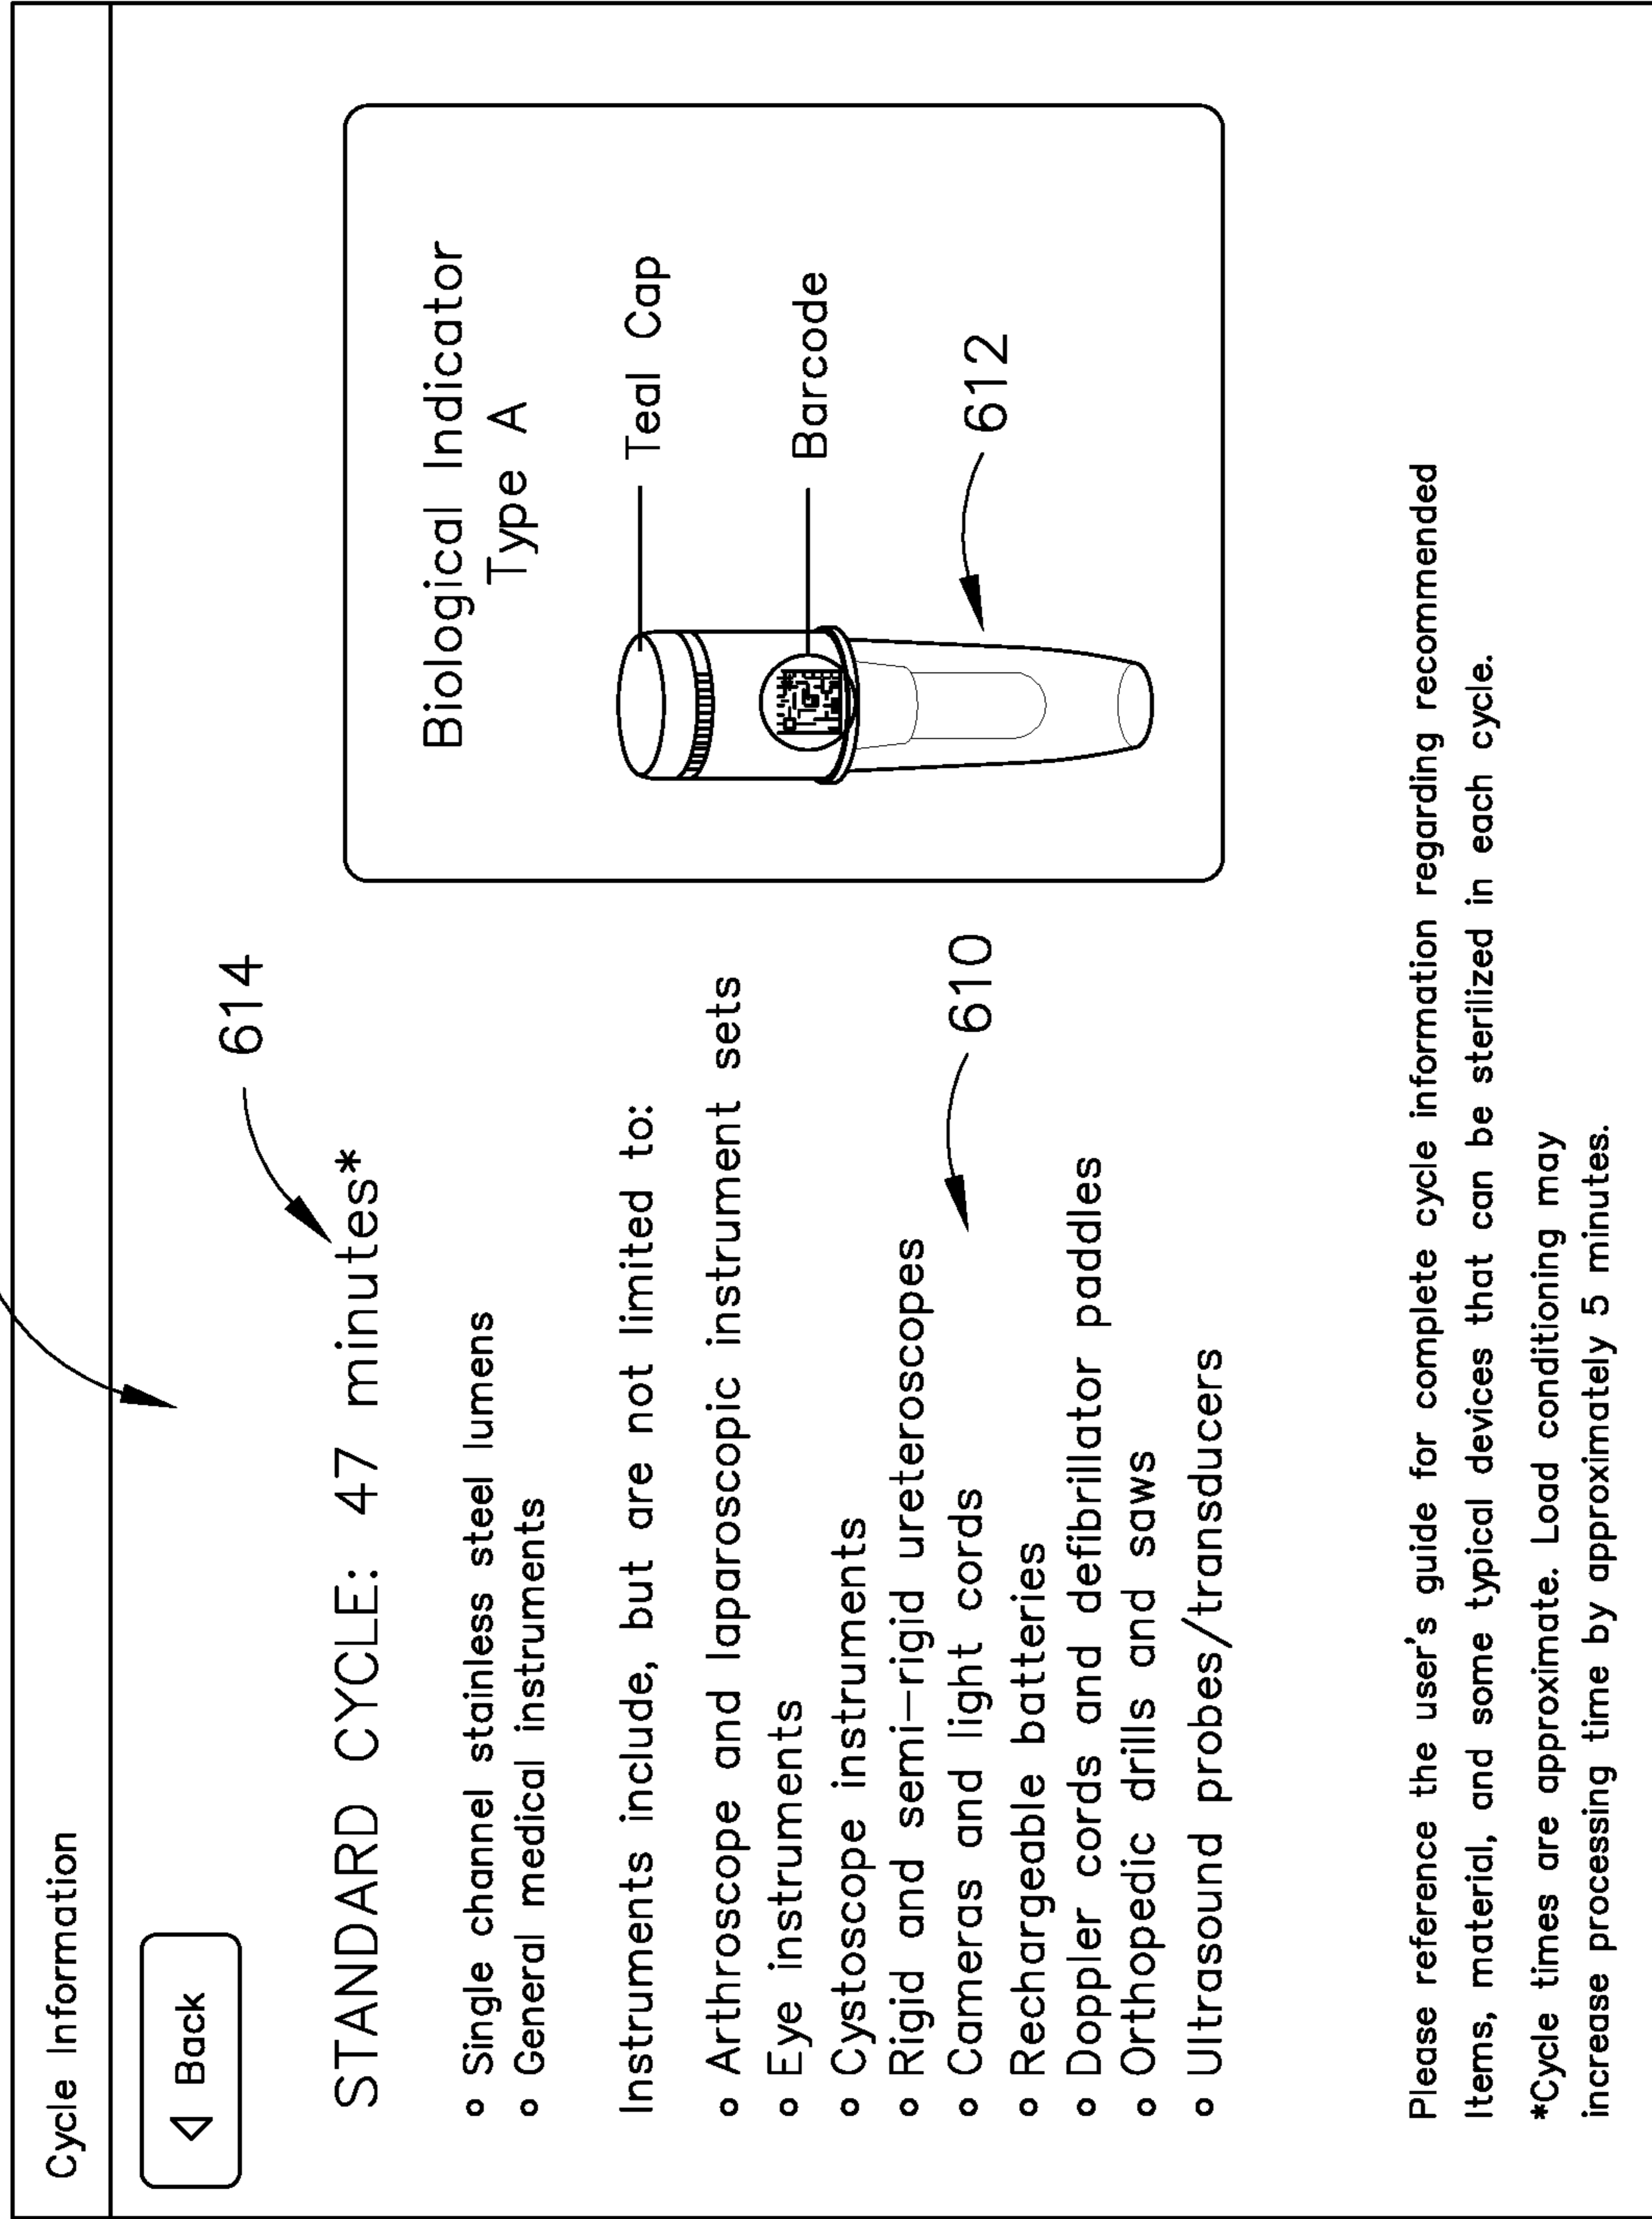 Cycle Information
Back
614
STANDARD CYCLE: 47 minutes*
o Single channel stainless steel lumens
o General medical instruments
Instruments include, but are not limited to:
o Arthroscope and laparoscopic instrument sets
o Eye instruments
o Cystoscope instruments
o Rigid and semi-rigid ureteroscopes
o Cameras and light cords
o Rechargeable batteries
o Doppler cords and defibrillator paddles
o Orthopedic drills and saws
o Ultrasound probes/transducers
610
Biological Indicator
Type A
Teal Cap
Barcode
612
Please reference the user's guide for complete cycle information regarding recommended
Items, material, and some typical devices that can be sterilized in each cycle.
*Cycle times are approximate. Load conditioning may
increase processing time by approximately 5 minutes.